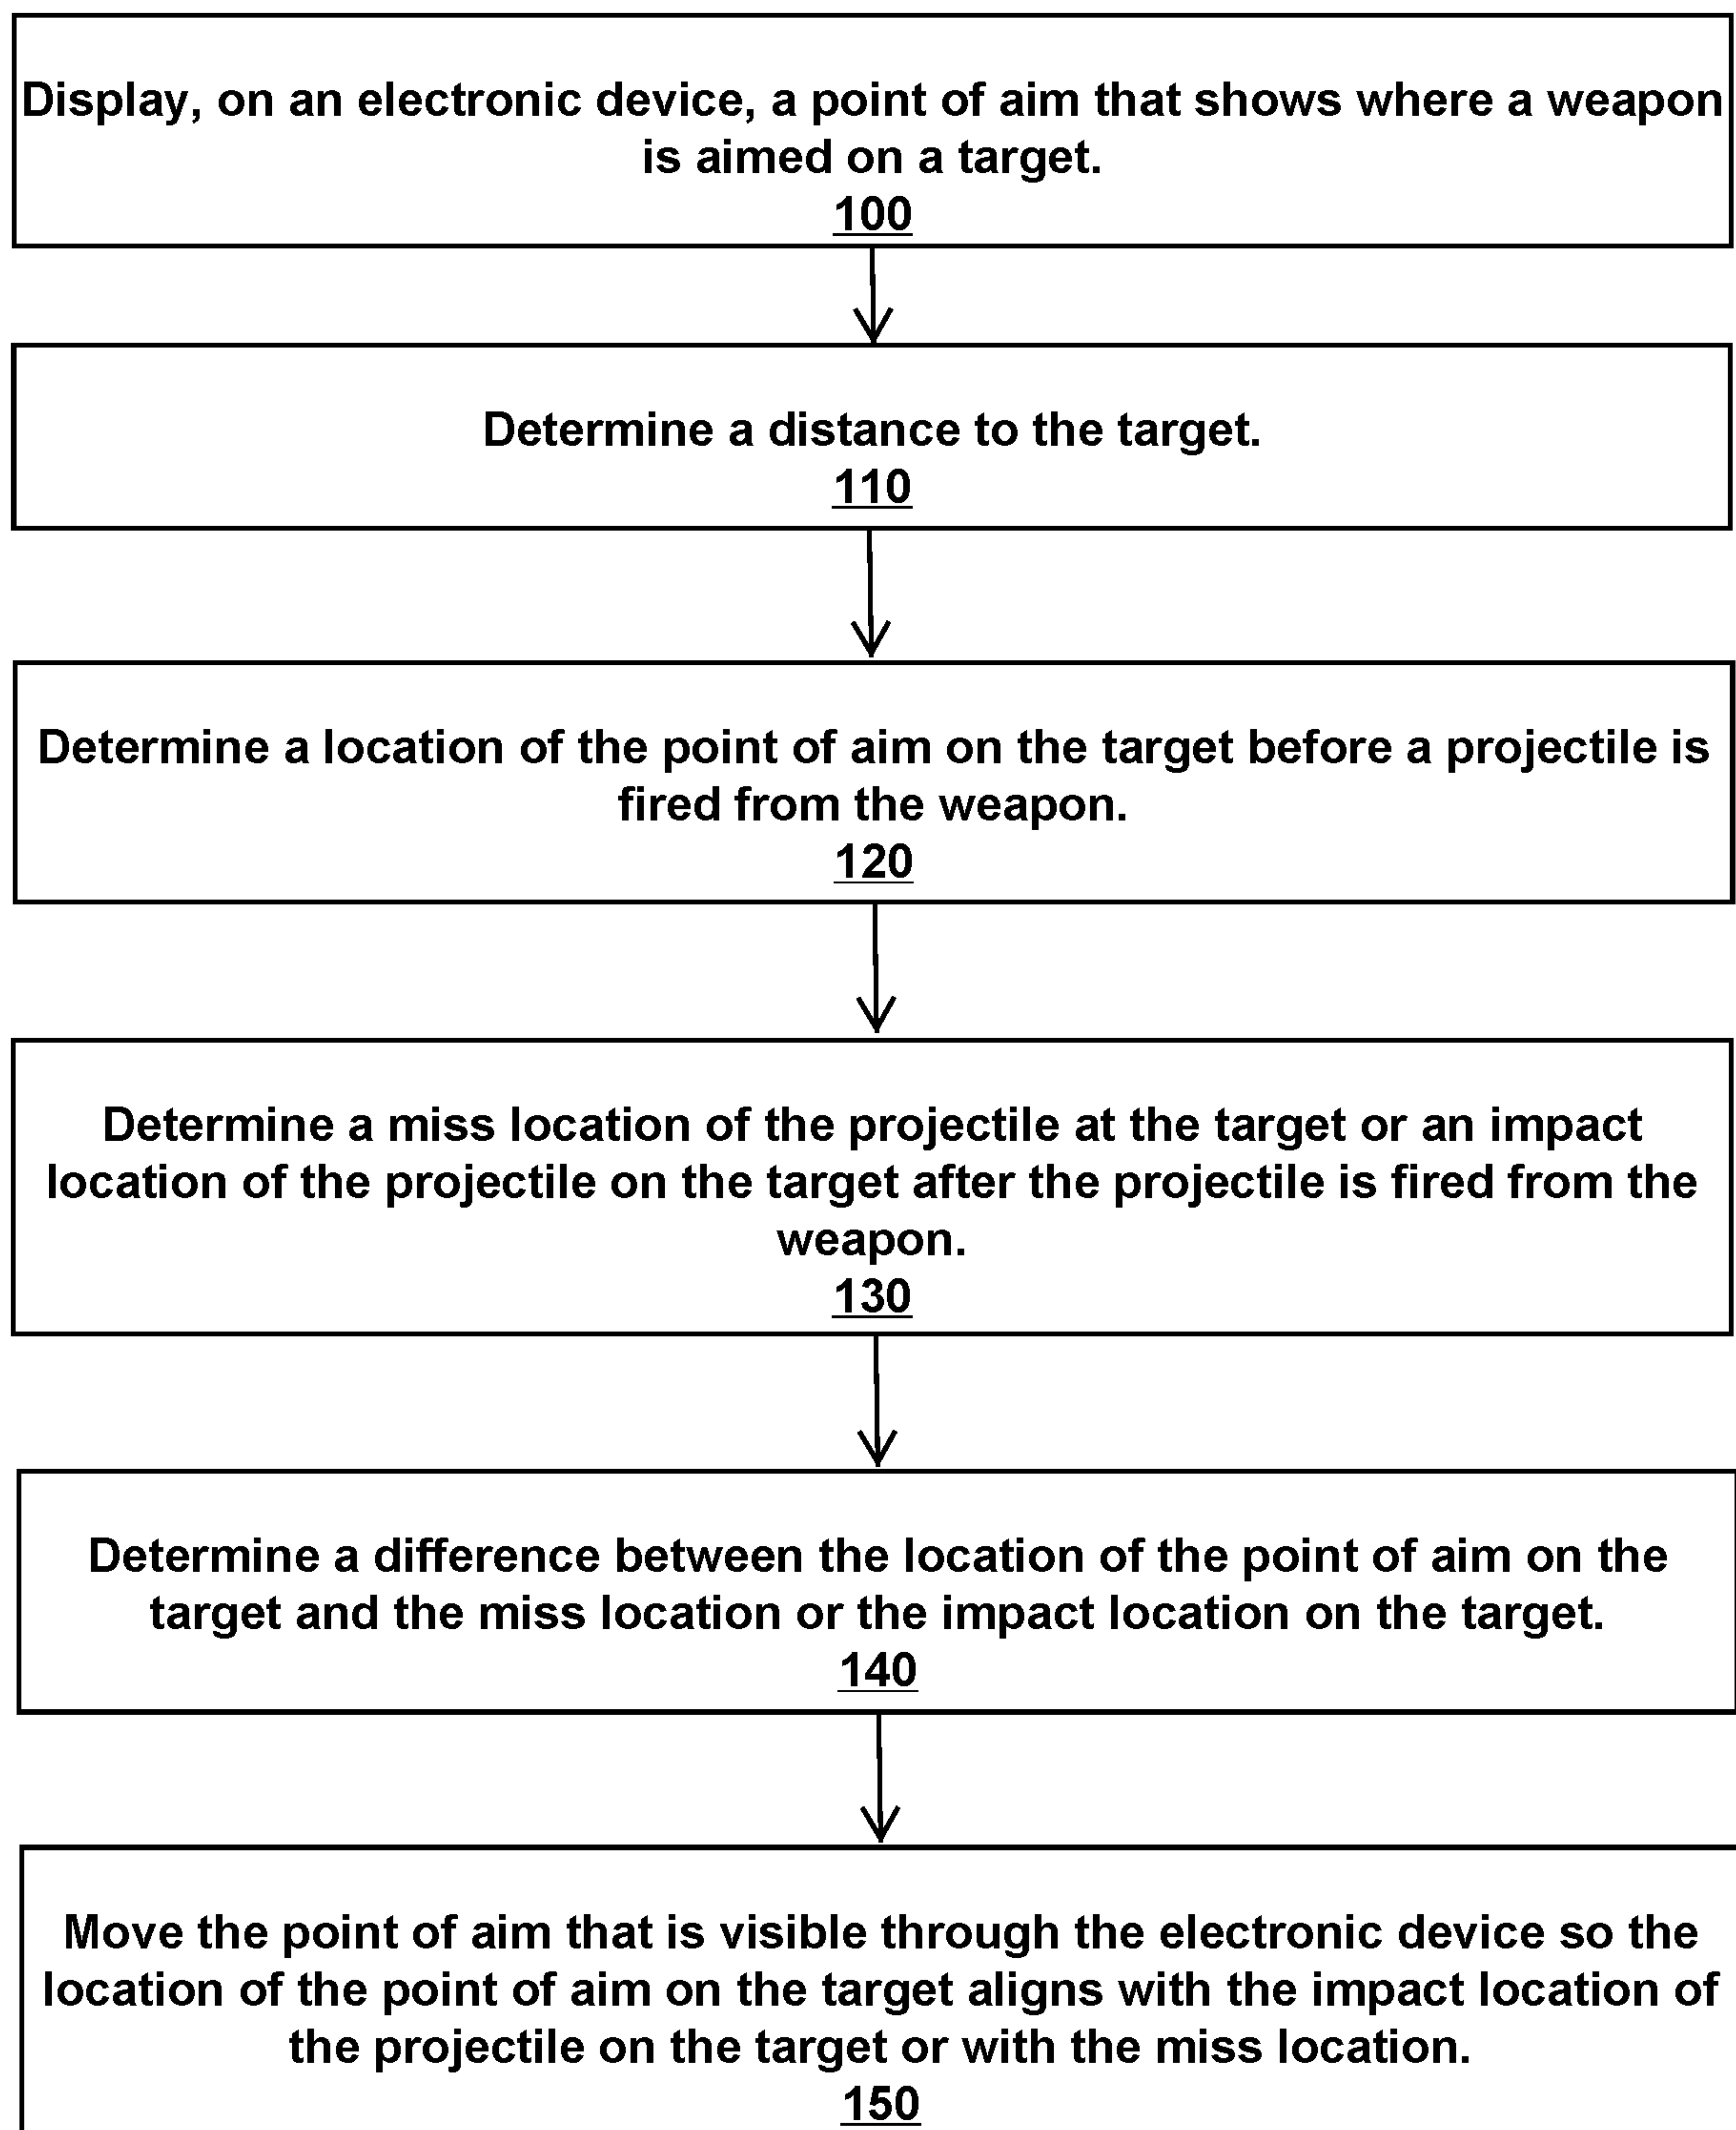 Display, on an electronic device, a point of aim that shows where a weapon
is aimed on a target.
100
Determine a distance to the target.
110
Determine a location of the point of aim on the target before a projectile is
fired from the weapon.
120
Determine a miss location of the projectile at the target or an impact
location of the projectile on the target after the projectile is fired from the
weapon.
130
Determine a difference between the location of the point of aim on the
target and the miss location or the impact location on the target.
140
Move the point of aim that is visible through the electronic device so the
location of the point of aim on the target aligns with the impact location of
the projectile on the target or with the miss location.
150